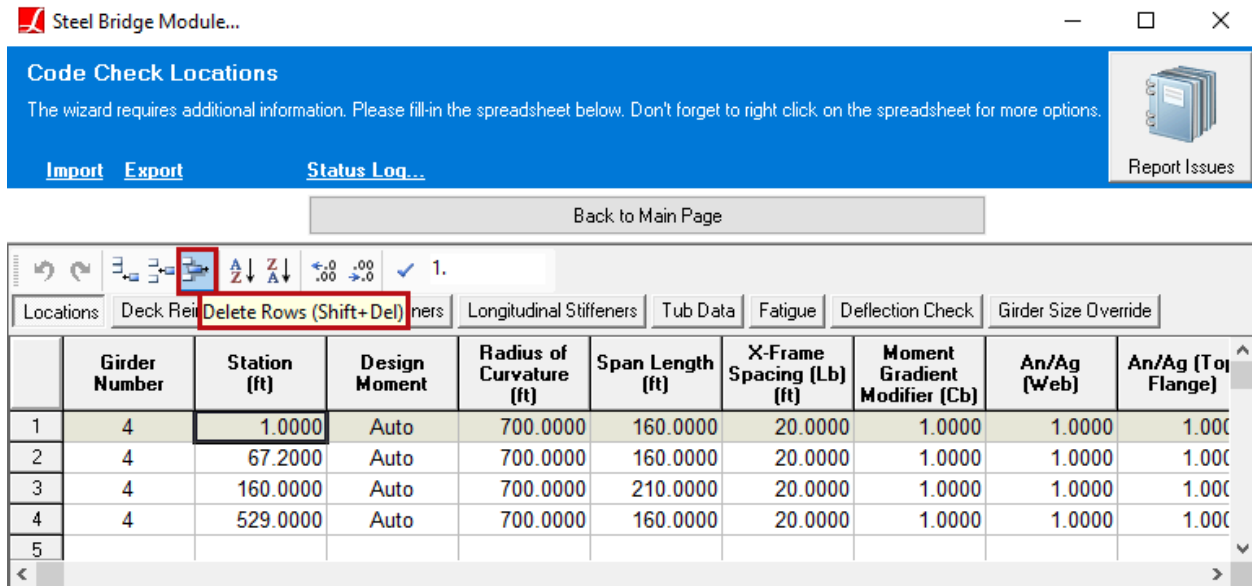 Steel Bridge Module...
Code Check Locations
The wizard requires additional information. Please fill-in the spreadsheet below. Don't forget to right click on the spreadsheet for more options.
Import Export Status Log...
Report Issues
Back to Main Page
A Z Z A .0 .00 .00 .0 1.
Locations Deck Rei Delete Rows (Shift+Del) ners Longitudinal Stiffeners Tub Data Fatigue Deflection Check Girder Size Override
Girder Number Station (ft) Design Moment Radius of Curvature (ft) Span Length (ft) X-Frame Spacing (Lb) (ft) Moment Gradient Modifier (Cb) An/Ag (Web) An/Ag (Top Flange)
1 4 1.0000 Auto 700.0000 160.0000 20.0000 1.0000 1.0000 1.000
2 4 67.2000 Auto 700.0000 160.0000 20.0000 1.0000 1.0000 1.000
3 4 160.0000 Auto 700.0000 210.0000 20.0000 1.0000 1.0000 1.000
4 4 529.0000 Auto 700.0000 160.0000 20.0000 1.0000 1.0000 1.000
5